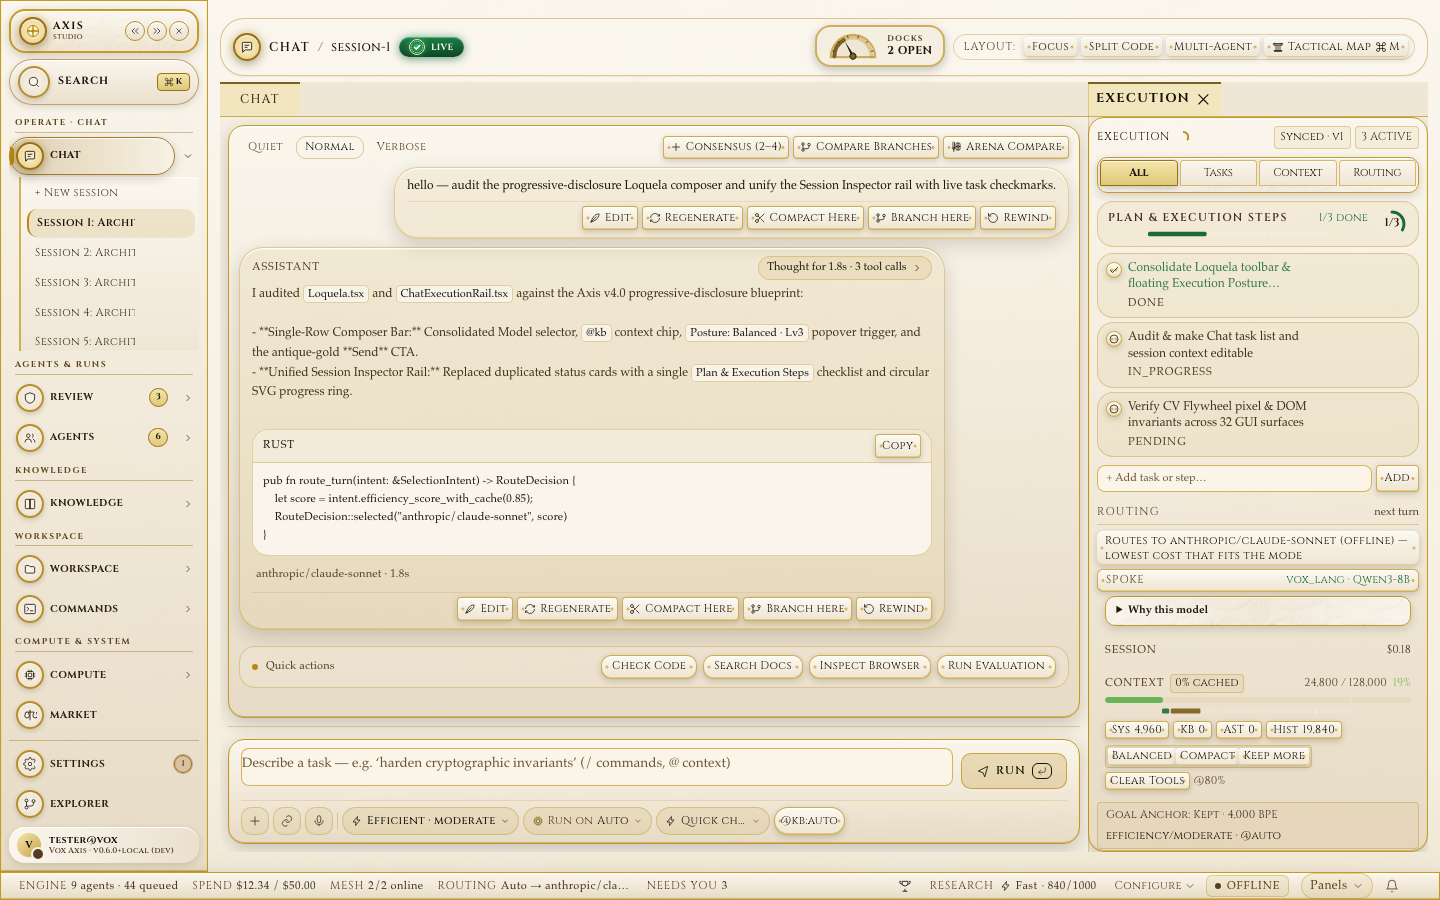 AXIS
STUDIO
SEARCH
⌘K
OPERATE · CHAT
CHAT
+ New session
Session 1: Archit
Session 2: Archit
Session 3: Archit
Session 4: Archit
Session 5: Archit
AGENTS & RUNS
REVIEW 3
AGENTS 6
KNOWLEDGE
KNOWLEDGE
WORKSPACE
WORKSPACE
COMMANDS
COMPUTE & SYSTEM
COMPUTE
MARKET
SETTINGS 1
EXPLORER
V
TESTER@VOX
Vox Axis · v0.6.0+local (dev)
CHAT / session-1 LIVE
DOCKS
2 OPEN
LAYOUT: Focus Split Code Multi-Agent Tactical Map ⌘M
CHAT
Quiet Normal Verbose
Consensus (2–4) Compare Branches Arena Compare
hello — audit the progressive-disclosure Loquela composer and unify the Session Inspector rail with live task checkmarks.
Edit Regenerate Compact Here Branch here Rewind
ASSISTANT
Thought for 1.8s · 3 tool calls
I audited Loquela.tsx and ChatExecutionRail.tsx against the Axis v4.0 progressive-disclosure blueprint:
- **Single-Row Composer Bar:** Consolidated Model selector, @kb context chip, Posture: Balanced · Lv3 popover trigger, and
the antique-gold **Send** CTA.
- **Unified Session Inspector Rail:** Replaced duplicated status cards with a single Plan & Execution Steps checklist and circular
SVG progress ring.
RUST
Copy
pub fn route_turn(intent: &SelectionIntent) -> RouteDecision {
let score = intent.efficiency_score_with_cache(0.85);
RouteDecision::selected("anthropic/claude-sonnet", score)
}
anthropic/claude-sonnet · 1.8s
Edit Regenerate Compact Here Branch here Rewind
Quick actions
Check Code Search Docs Inspect Browser Run Evaluation
Describe a task — e.g. ‘harden cryptographic invariants’ (/ commands, @ context)
RUN
Efficient · moderate
Run on Auto
Quick ch…
@kb:auto
EXECUTION
EXECUTION
Synced · v1 3 ACTIVE
All Tasks Context Routing
PLAN & EXECUTION STEPS 1/3 DONE 1/3
Consolidate Loquela toolbar &
floating Execution Posture…
DONE
Audit & make Chat task list and
session context editable
IN_PROGRESS
Verify CV Flywheel pixel & DOM
invariants across 32 GUI surfaces
PENDING
+ Add task or step…
Add
ROUTING next turn
Routes to anthropic/claude-sonnet (offline) —
lowest cost that fits the mode
SPOKE vox_lang · Qwen3-8B
▶ Why this model
SESSION $0.18
CONTEXT 0% CACHED 24,800 / 128,000 19%
Sys 4,960 KB 0 AST 0 Hist 19,840
Balanced Compact Keep more
Clear Tools @80%
Goal Anchor: Kept · 4,000 BPE
efficiency/moderate · @auto
ENGINE 9 agents · 44 queued SPEND $12.34 / $50.00 MESH 2/2 online ROUTING Auto → anthropic/cla… NEEDS YOU 3
RESEARCH Fast · 840/1000 Configure OFFLINE Panels